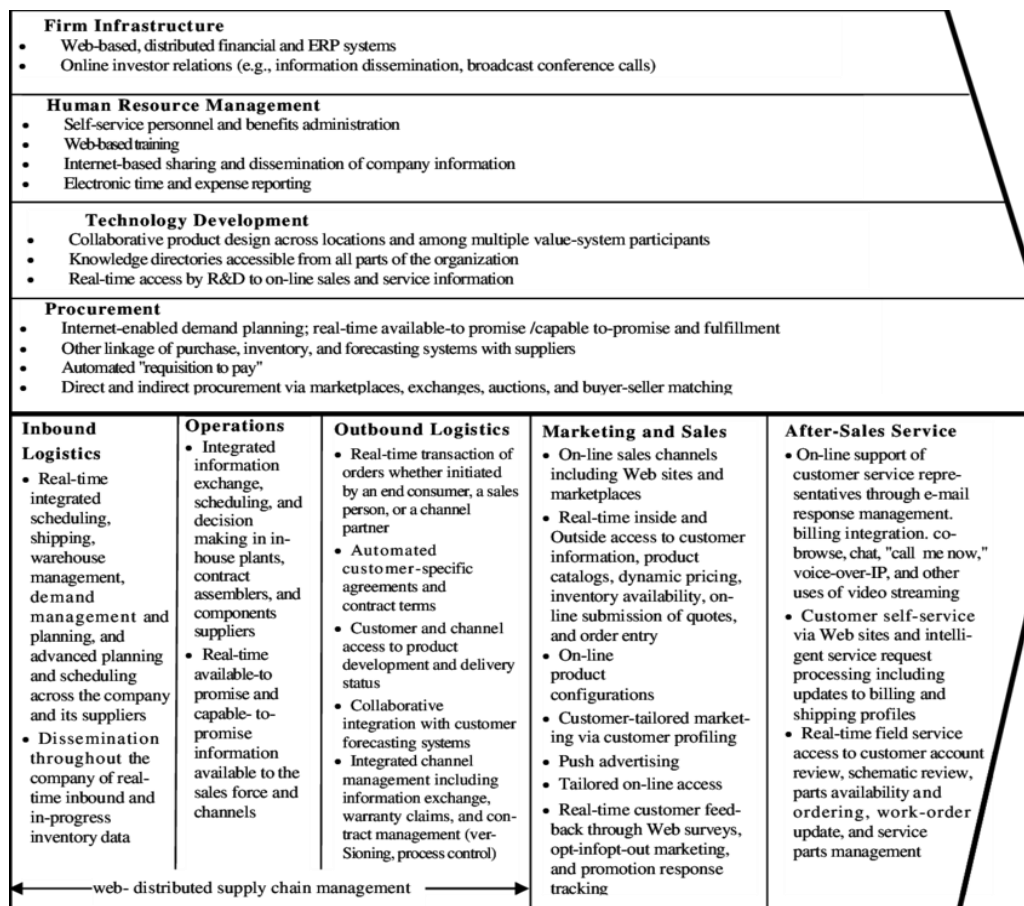 Firm Infrastructure
• Web-based, distributed financial and ERP systems
• Online investor relations (e.g., information dissemination, broadcast conference calls)
Human Resource Management
• Self-service personnel and benefits administration
• Web-based training
• Internet-based sharing and dissemination of company information
• Electronic time and expense reporting
Technology Development
• Collaborative product design across locations and among multiple value-system participants
• Knowledge directories accessible from all parts of the organization
• Real-time access by R&D to on-line sales and service information
Procurement
• Internet-enabled demand planning; real-time available-to promise /capable to-promise and fulfillment
• Other linkage of purchase, inventory, and forecasting systems with suppliers
• Automated "requisition to pay"
• Direct and indirect procurement via marketplaces, exchanges, auctions, and buyer-seller matching
Inbound
Logistics
• Real-time
integrated
scheduling,
shipping,
warehouse
management,
demand
management and
planning, and
advanced planning
and scheduling
across the company
and its suppliers
• Dissemination
throughout the
company of real-
time inbound and
in-progress
inventory data
Operations
• Integrated
information
exchange,
scheduling, and
decision
making in in-
house plants,
contract
assemblers, and
components
suppliers
• Real-time
available-to
promise and
capable- to-
promise
information
available to the
sales force and
channels
Outbound Logistics
• Real-time transaction of
orders whether initiated
by an end consumer, a sales
person, or a channel
partner
• Automated
customer-specific
agreements and
contract terms
• Customer and channel
access to product
development and delivery
status
• Collaborative
integration with customer
forecasting systems
• Integrated channel
management including
information exchange,
warranty claims, and con-
tract management (ver-
Sioning, process control)
Marketing and Sales
• On-line sales channels
including Web sites and
marketplaces
• Real-time inside and
Outside access to customer
information, product
catalogs, dynamic pricing,
inventory availability, on-
line submission of quotes,
and order entry
• On-line
product
configurations
• Customer-tailored market-
ing via customer profiling
• Push advertising
• Tailored on-line access
• Real-time customer feed-
back through Web surveys,
opt-infopt-out marketing,
and promotion response
tracking
After-Sales Service
• On-line support of
customer service repre-
sentatives through e-mail
response management.
billing integration. co-
browse, chat, "call me now,"
voice-over-IP, and other
uses of video streaming
• Customer self-service
via Web sites and intelli-
gent service request
processing including
updates to billing and
shipping profiles
• Real-time field service
access to customer account
review, schematic review,
parts availability and
ordering, work-order
update, and service
parts management
web- distributed supply chain management